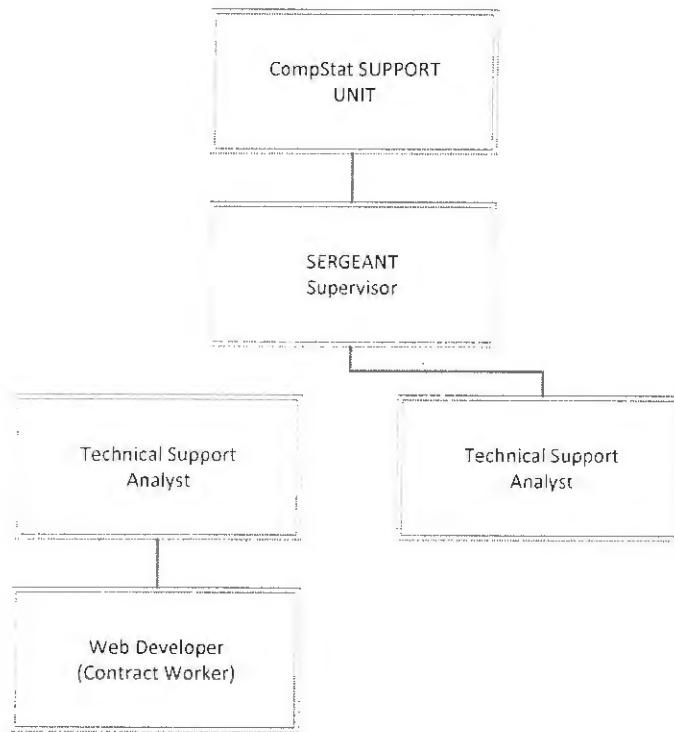 CompStat SUPPORT
UNIT
SERGEANT
Supervisor
Technical Support
Analyst
Technical Support
Analyst
Web Developer
(Contract Worker)